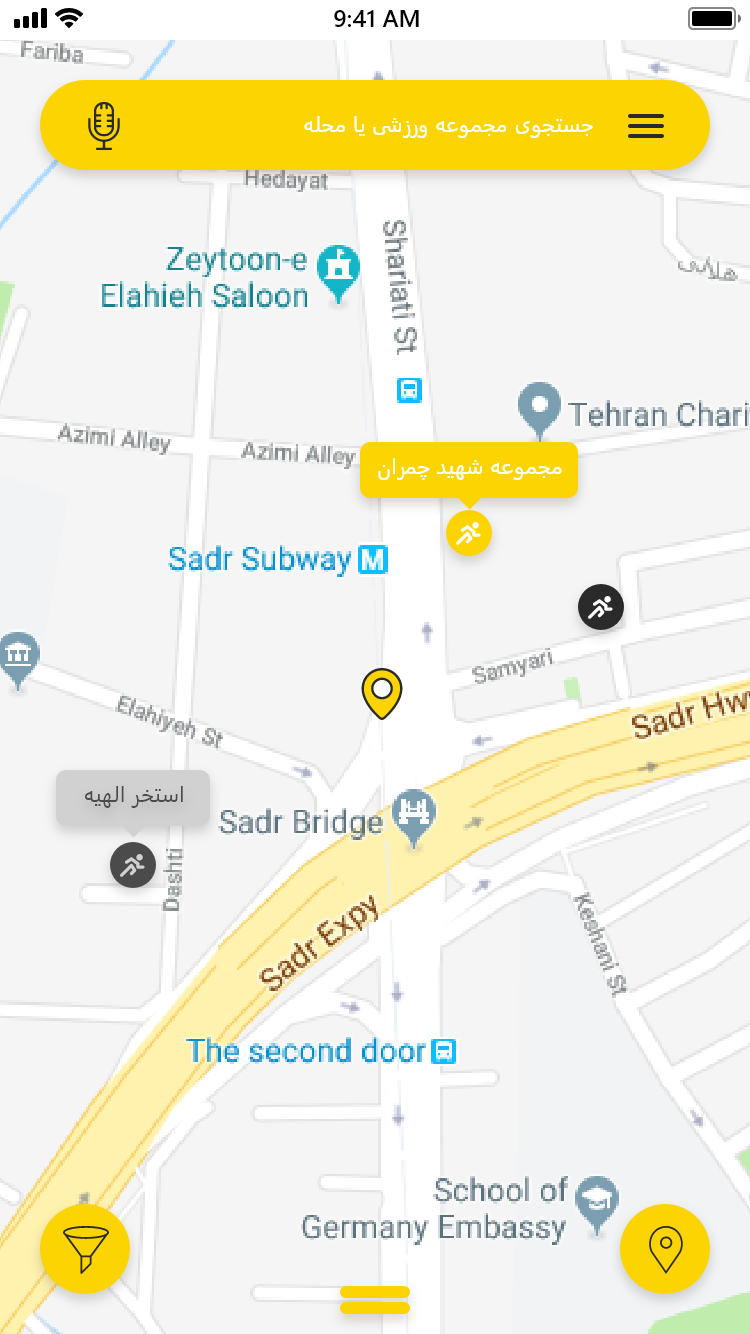 9:41 AM
Fariba
جستجوی مجموعه ورزشی یا محله
Hedayat
Shariati St
Zeytoon-e
Elahieh Saloon
Tehran Chari
Azimi Alley
Azimi Alley
مجموعه شهید چمران
Sadr Subway
M
Samyari
Elahiyeh St
Sadr Hwy
استخر الهیه
Sadr Bridge
Dashti
Sadr Expy
Keshani St
The second door
School of
Germany Embassy